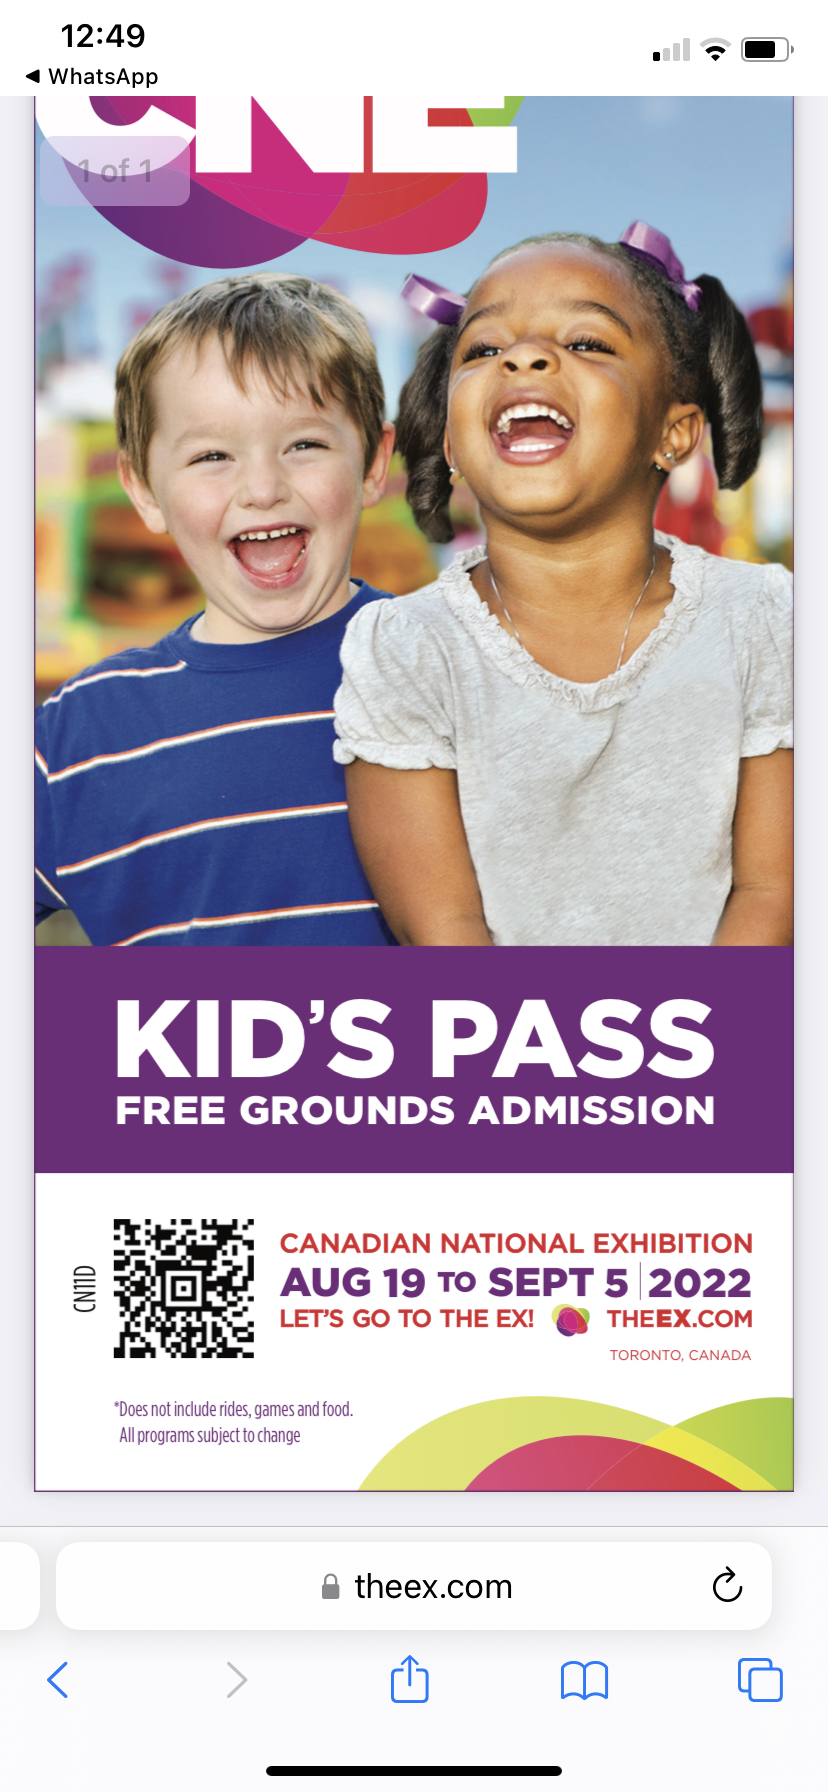 12:49
◀ WhatsApp
CNE
1 of 1
KID'S PASS
FREE GROUNDS ADMISSION
CN11D
CANADIAN NATIONAL EXHIBITION
AUG 19 TO SEPT 5 | 2022
LET'S GO TO THE EX! THEEX.COM
TORONTO, CANADA
*Does not include rides, games and food.
All programs subject to change
theex.com